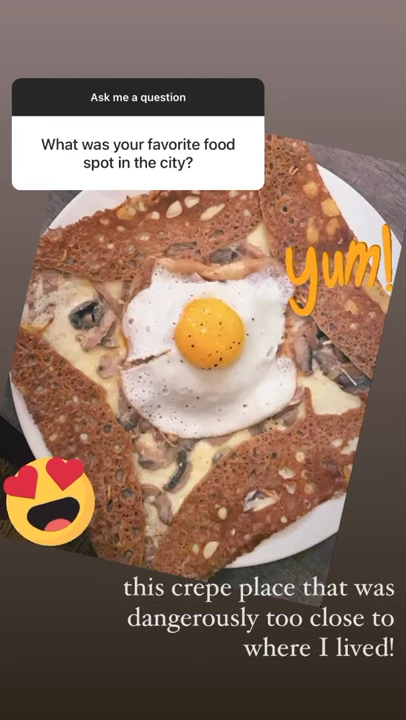 Ask me a question
What was your favorite food
spot in the city?
yum!
this crepe place that was
dangerously too close to
where I lived!